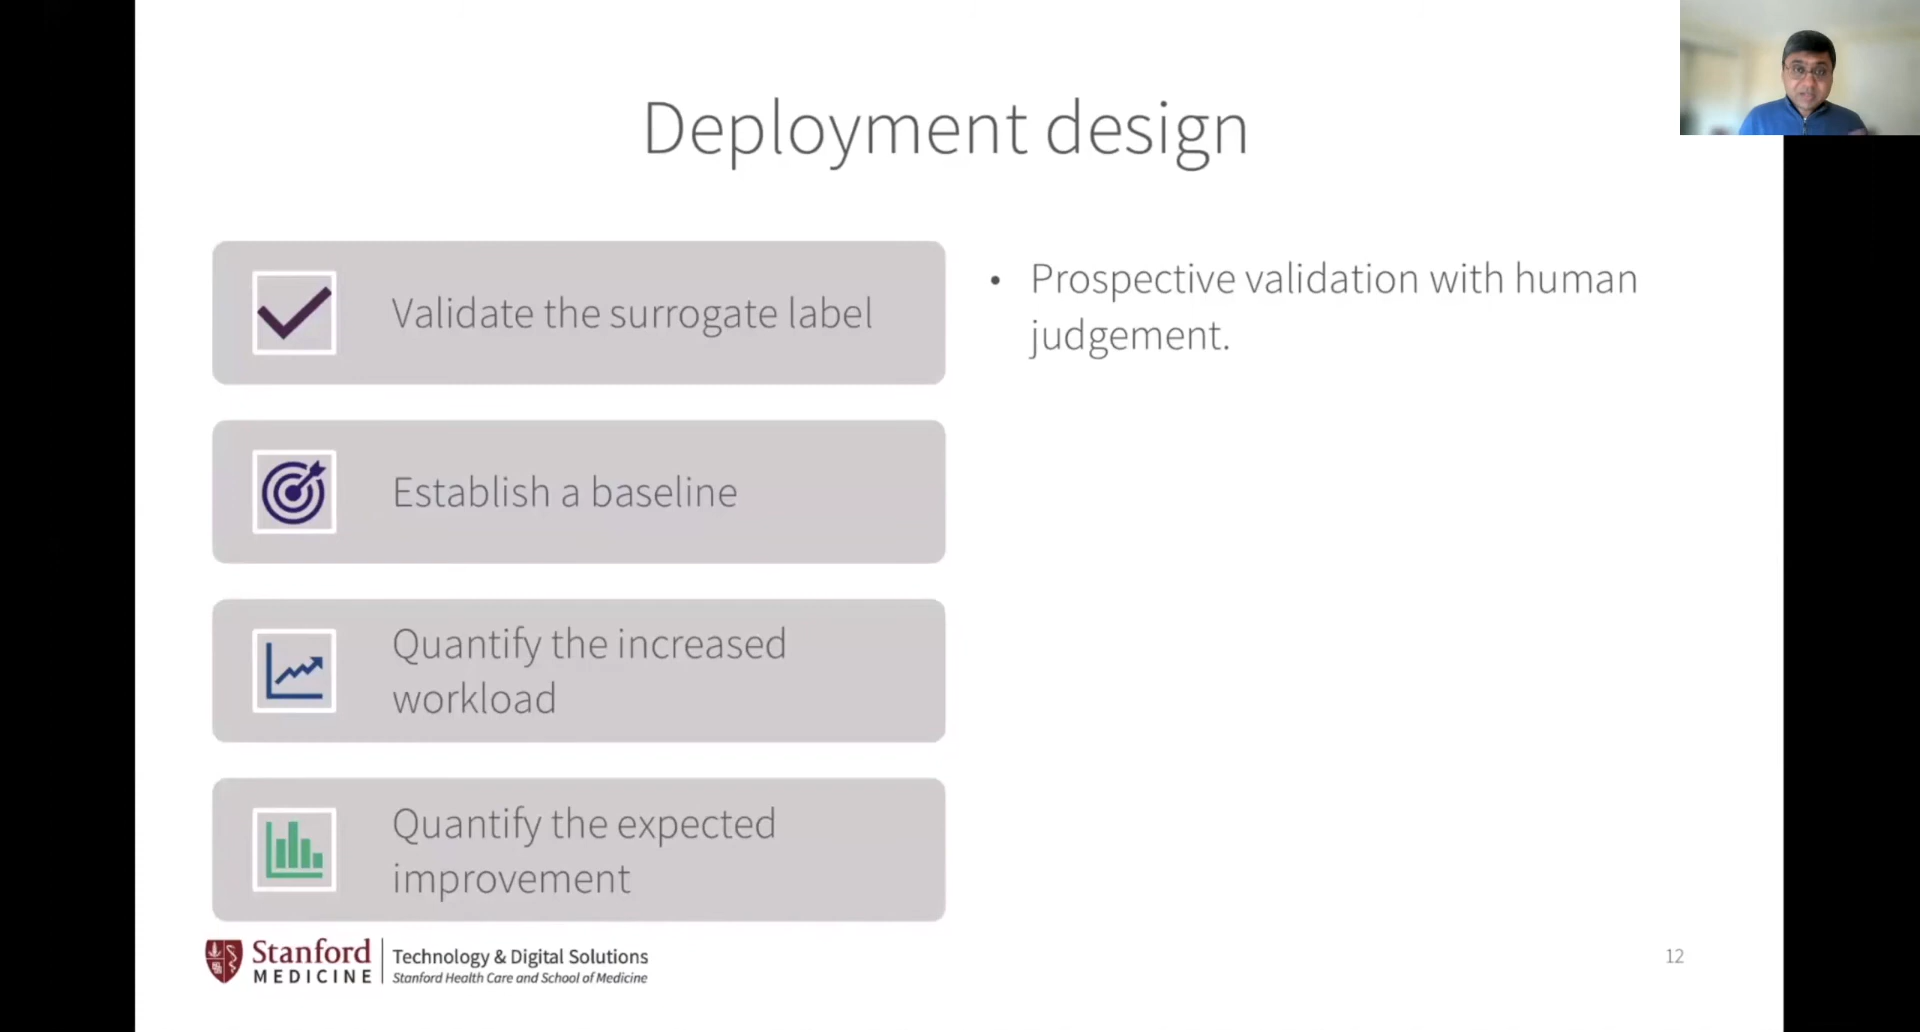 Deployment design
Validate the surrogate label
Establish a baseline
Quantify the increased
workload
Quantify the expected
improvement
• Prospective validation with human
judgement.
Stanford
MEDICINE
Technology & Digital Solutions
Stanford Health Care and School of Medicine
12